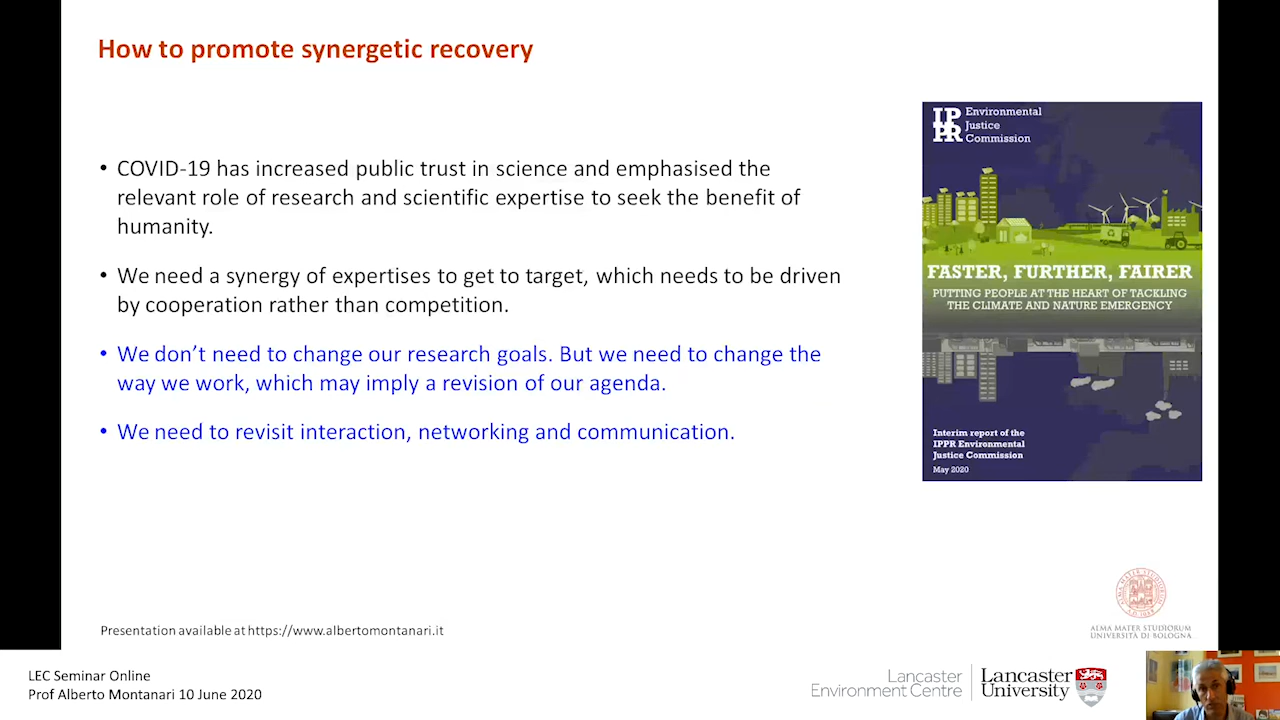 How to promote synergetic recovery
• COVID-19 has increased public trust in science and emphasised the
relevant role of research and scientific expertise to seek the benefit of
humanity.
• We need a synergy of expertises to get to target, which needs to be driven
by cooperation rather than competition.
• We don’t need to change our research goals. But we need to change the
way we work, which may imply a revision of our agenda.
• We need to revisit interaction, networking and communication.
IPPR
Environmental
Justice
Commission
FASTER, FURTHER, FAIRER
PUTTING PEOPLE AT THE HEART OF TACKLING
THE CLIMATE AND NATURE EMERGENCY
Interim report of the
IPPR Environmental
Justice Commission
May 2020
Presentation available at https://www.albertomontanari.it
ALMA MATER STUDIORUM
UNIVERSITÀ DI BOLOGNA
LEC Seminar Online
Prof Alberto Montanari 10 June 2020
Lancaster
Environment Centre
Lancaster
University